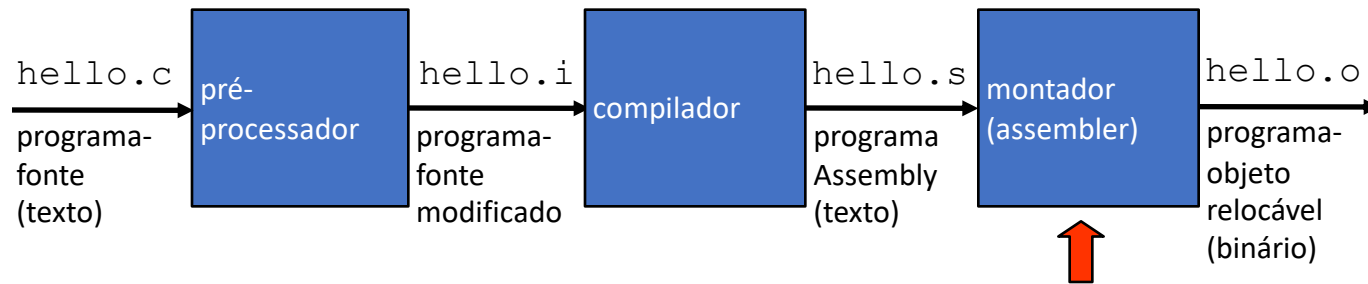 hello.c
programa-
fonte
(texto)
pré-
processador
hello.i
programa-
fonte
modificado
compilador
hello.s
programa
Assembly
(texto)
montador
(assembler)
hello.o
programa-
objeto
relocável
(binário)